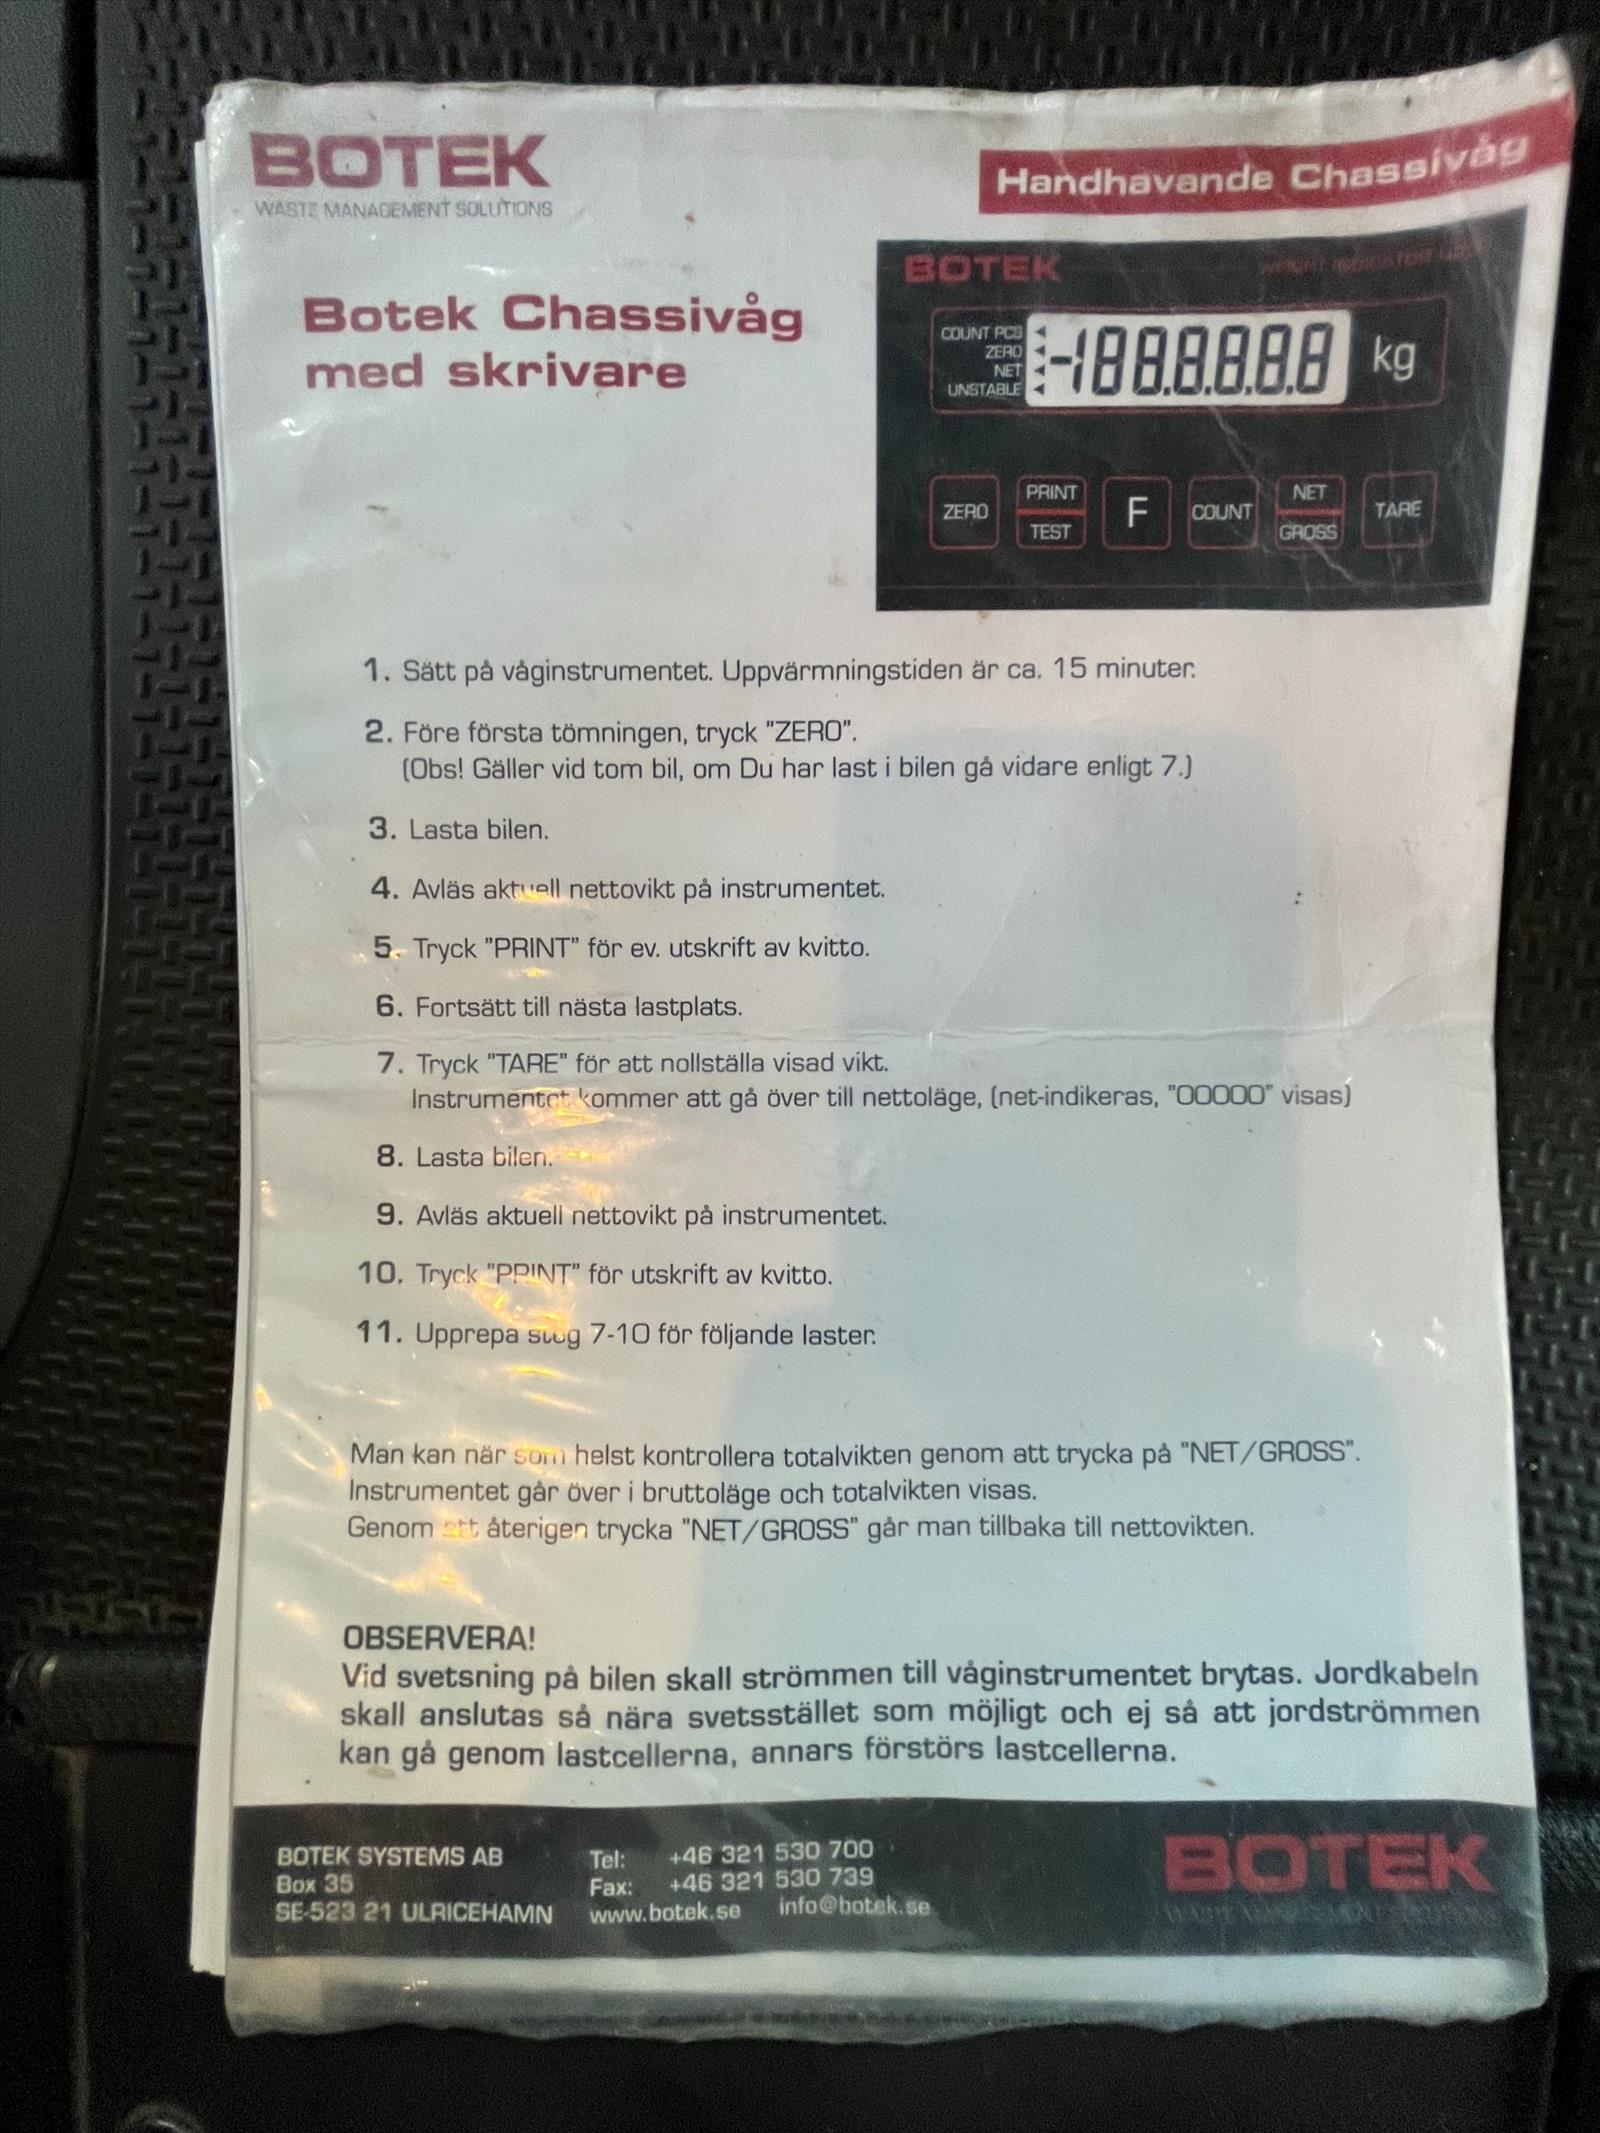 BOTEK
WASTE MANAGEMENT SOLUTIONS
Handhavande Chassivåg
Botek Chassivåg
med skrivare
BOTEK
WEIGHT INDICATOR
COUNT PCS
ZERO
NET
UNSTABLE
-188.8.8.8.8
kg
ZERO
PRINT
TEST
F
COUNT
NET
GROSS
TARE
1. Sätt på våginstrumentet. Uppvärmningstiden är ca. 15 minuter.
2. Före första tömningen, tryck "ZERO".
(Obs! Gäller vid tom bil, om Du har last i bilen gå vidare enligt 7.)
3. Lasta bilen.
4. Avläs aktuell nettovikt på instrumentet.
5. Tryck "PRINT" för ev. utskrift av kvitto.
6. Fortsätt till nästa lastplats.
7. Tryck "TARE" för att nollställa visad vikt.
Instrumentet kommer att gå över till nettoläge, (net-indikeras, "00000" visas)
8. Lasta bilen.
9. Avläs aktuell nettovikt på instrumentet.
10. Tryck "PRINT" för utskrift av kvitto.
11. Upprepa steg 7-10 för följande laster.
Man kan när som helst kontrollera totalvikten genom att trycka på "NET/GROSS".
Instrumentet går över i bruttoläge och totalvikten visas.
Genom att återigen trycka "NET/GROSS" går man tillbaka till nettovikten.
OBSERVERA!
Vid svetsning på bilen skall strömmen till våginstrumentet brytas. Jordkabeln
skall anslutas så nära svetsstället som möjligt och ej så att jordströmmen
kan gå genom lastcellerna, annars förstörs lastcellerna.
BOTEK SYSTEMS AB
Box 35
SE-523 21 ULRICEHAMN
Tel: +46 321 530 700
Fax: +46 321 530 739
www.botek.se info@botek.se
BOTEK
WASTE MANAGEMENT SOLUTIONS